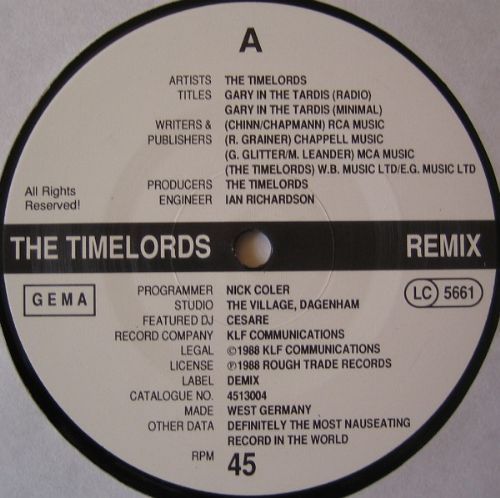 A
ARTISTS THE TIMELORDS
TITLES GARY IN THE TARDIS (RADIO)
GARY IN THE TARDIS (MINIMAL)
WRITERS & (CHINN/CHAPMANN) RCA MUSIC
PUBLISHERS (R. GRAINER) CHAPPELL MUSIC
(G. GLITTER/M. LEANDER) MCA MUSIC
(THE TIMELORDS) W.B. MUSIC LTD/E.G. MUSIC LTD
PRODUCERS THE TIMELORDS
ENGINEER IAN RICHARDSON
All Rights
Reserved!
THE TIMELORDS REMIX
GEMA
LC 5661
PROGRAMMER NICK COLER
STUDIO THE VILLAGE, DAGENHAM
FEATURED DJ CESARE
RECORD COMPANY KLF COMMUNICATIONS
LEGAL ©1988 KLF COMMUNICATIONS
LICENSE ℗1988 ROUGH TRADE RECORDS
LABEL DEMIX
CATALOGUE NO. 4513004
MADE WEST GERMANY
OTHER DATA DEFINITELY THE MOST NAUSEATING
RECORD IN THE WORLD
RPM 45